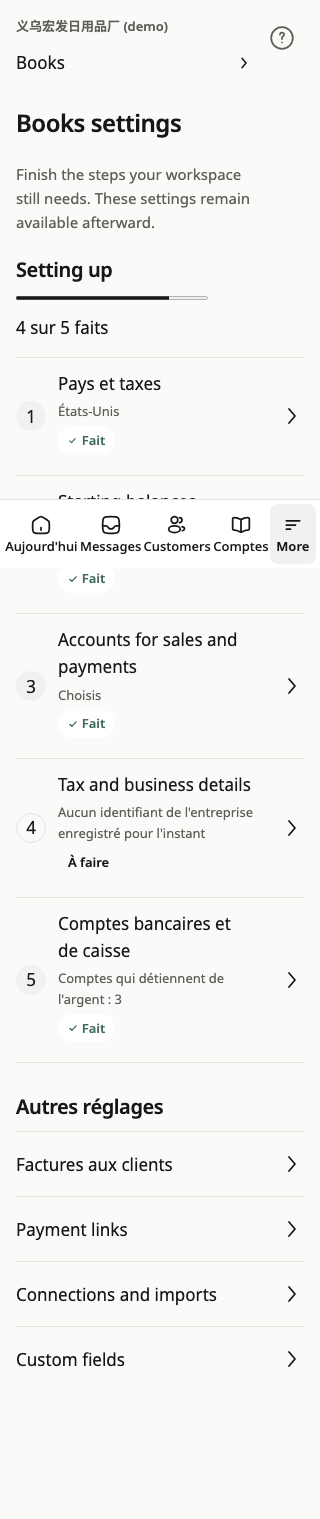 义乌宏发日用品厂 (demo)
Books
Books settings
Finish the steps your workspace
still needs. These settings remain
available afterward.
Setting up
4 sur 5 faits
1
Pays et taxes
États-Unis
Fait
Starting balances
Aujourd'hui
Messages
Customers
Comptes
More
Fait
3
Accounts for sales and
payments
Choisis
Fait
4
Tax and business details
Aucun identifiant de l'entreprise
enregistré pour l'instant
À faire
5
Comptes bancaires et
de caisse
Comptes qui détiennent de
l'argent : 3
Fait
Autres réglages
Factures aux clients
Payment links
Connections and imports
Custom fields